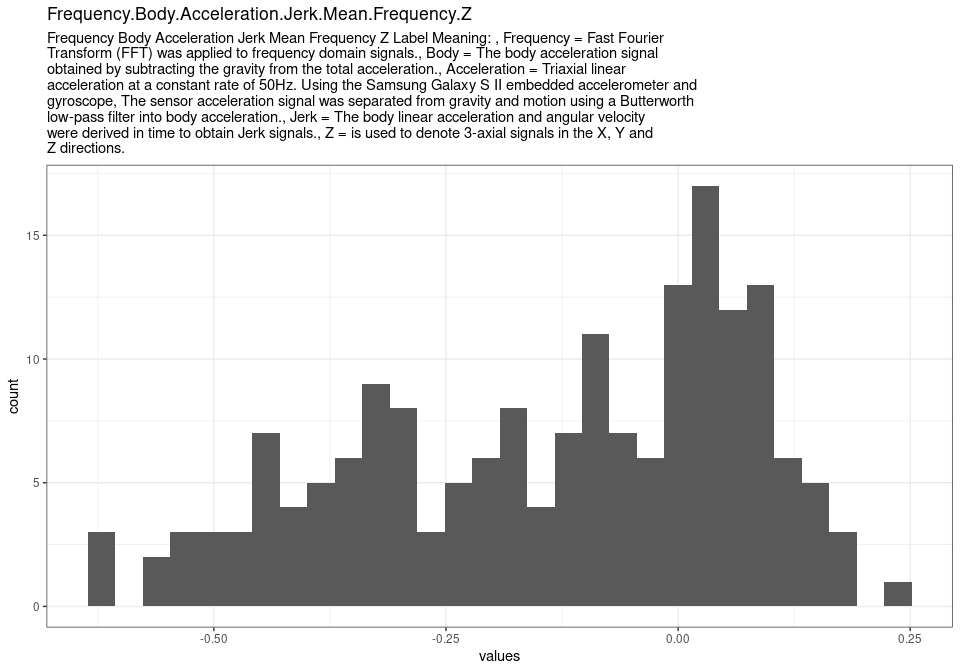 Frequency.Body.Acceleration.Jerk.Mean.Frequency.Z
Frequency Body Acceleration Jerk Mean Frequency Z Label Meaning: , Frequency = Fast Fourier
Transform (FFT) was applied to frequency domain signals., Body = The body acceleration signal
obtained by subtracting the gravity from the total acceleration., Acceleration = Triaxial linear
acceleration at a constant rate of 50Hz. Using the Samsung Galaxy S II embedded accelerometer and
gyroscope, The sensor acceleration signal was separated from gravity and motion using a Butterworth
low-pass filter into body acceleration., Jerk = The body linear acceleration and angular velocity
were derived in time to obtain Jerk signals., Z = is used to denote 3-axial signals in the X, Y and
Z directions.
15
10
5
0
count
-0.50
-0.25
0.00
0.25
values